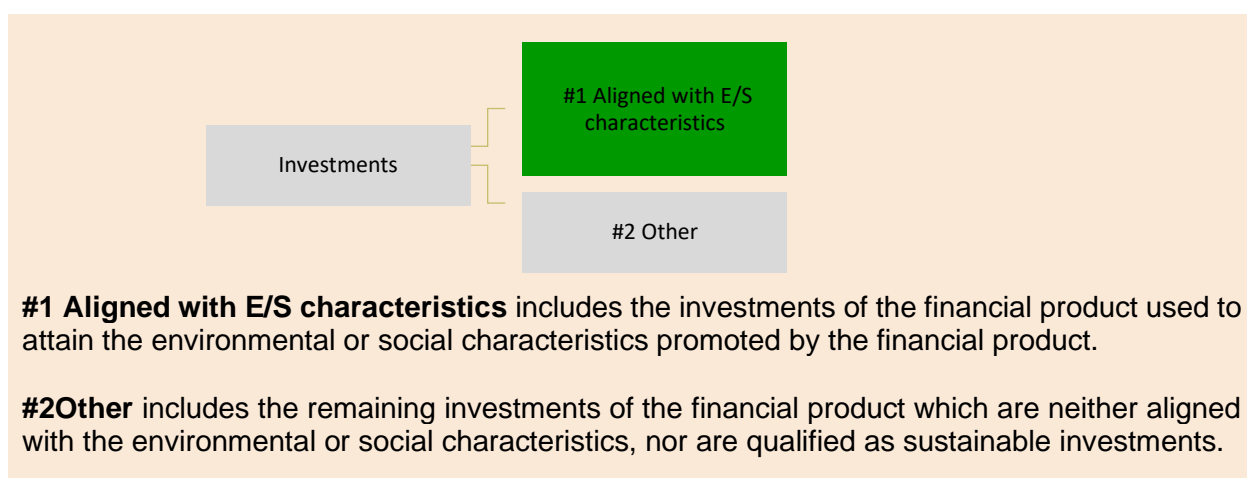 #1 Aligned with E/S
characteristics
Investments
#2 Other
#1 Aligned with E/S characteristics includes the investments of the financial product used to
attain the environmental or social characteristics promoted by the financial product.
#2Other includes the remaining investments of the financial product which are neither aligned
with the environmental or social characteristics, nor are qualified as sustainable investments.